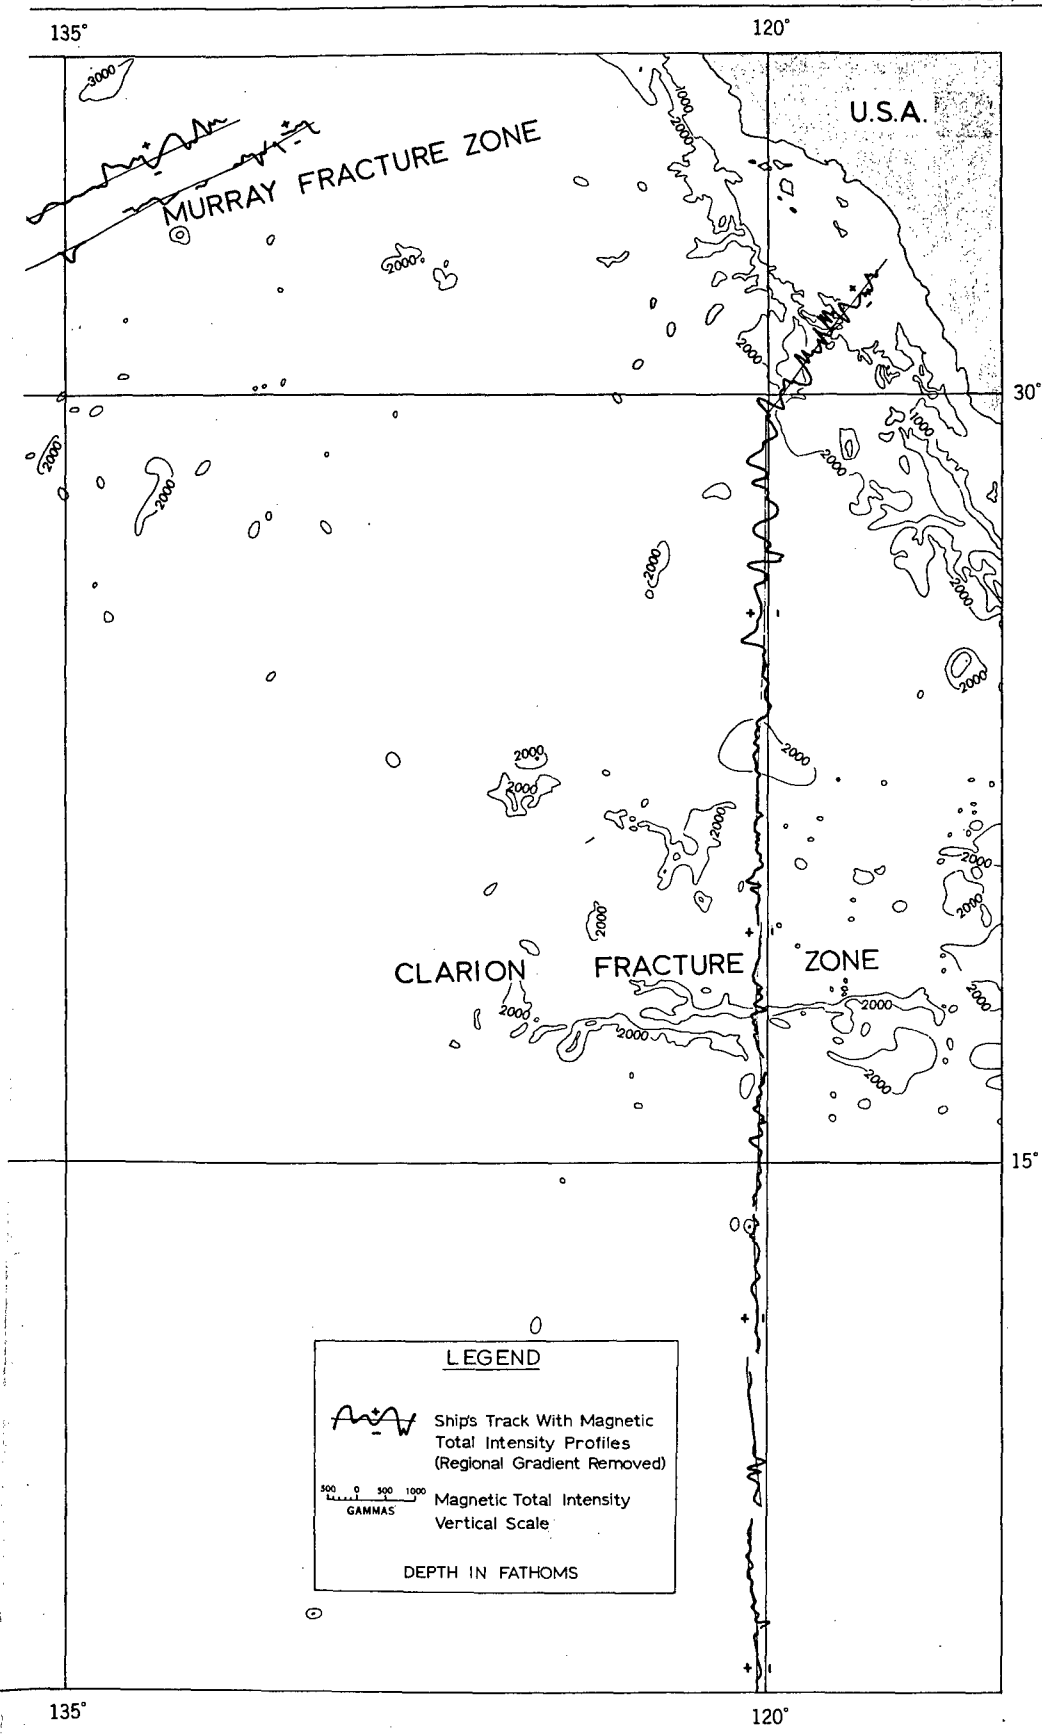 135° 120°
3000
1000
2000
U.S.A.
MURRAY FRACTURE ZONE
2000
2000
30°
1000
2000
2000
2000
2000
2000
2000
2000
2000
2000
2000
2000
2000
2000
2000
CLARION FRACTURE ZONE
2000
2000
2000
2000
2000
15°
LEGEND
+
-
Ship's Track With Magnetic
Total Intensity Profiles
(Regional Gradient Removed)
500 0 500 1000
GAMMAS
Magnetic Total Intensity
Vertical Scale
DEPTH IN FATHOMS
135° 120°